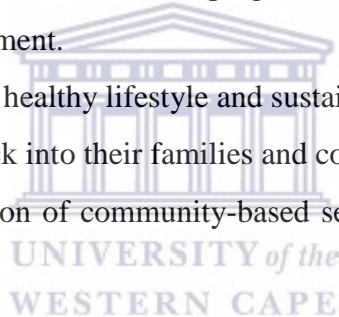 ment.
healthy lifestyle and sustai
ck into their families and co
on of community-based se
UNIVERSITY of the
WESTERN CAPE